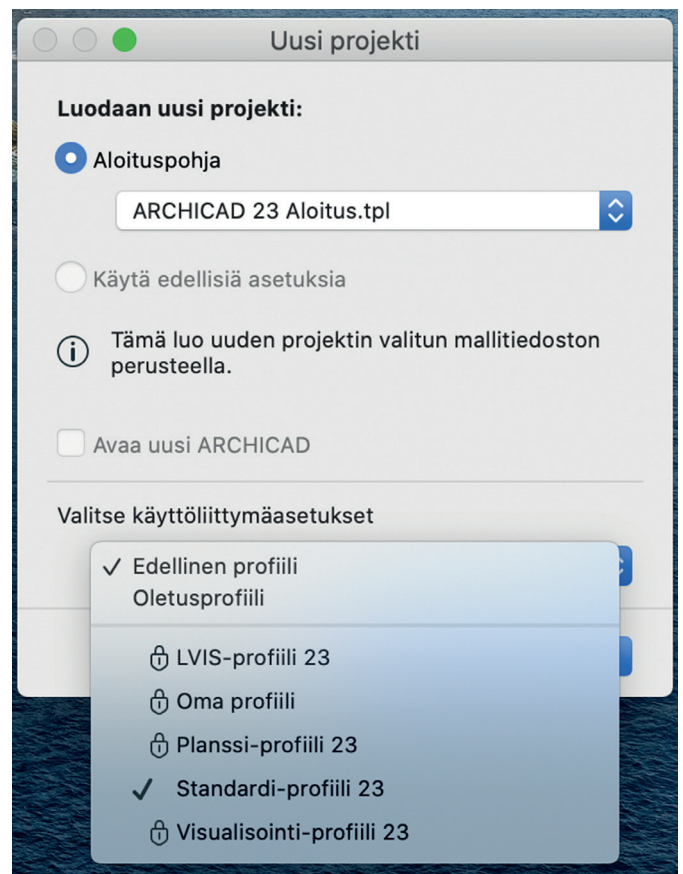 Uusi projekti
Luodaan uusi projekti:
Aloituspohja
ARCHICAD 23 Aloitus.tpl
Käytä edellisiä asetuksia
Tämä luo uuden projektin valitun mallitiedoston
perusteella.
Avaa uusi ARCHICAD
Valitse käyttöliittymäasetukset
Edellinen profiili
Oletusprofiili
LVIS-profiili 23
Oma profiili
Planssi-profiili 23
Standardi-profiili 23
Visualisointi-profiili 23